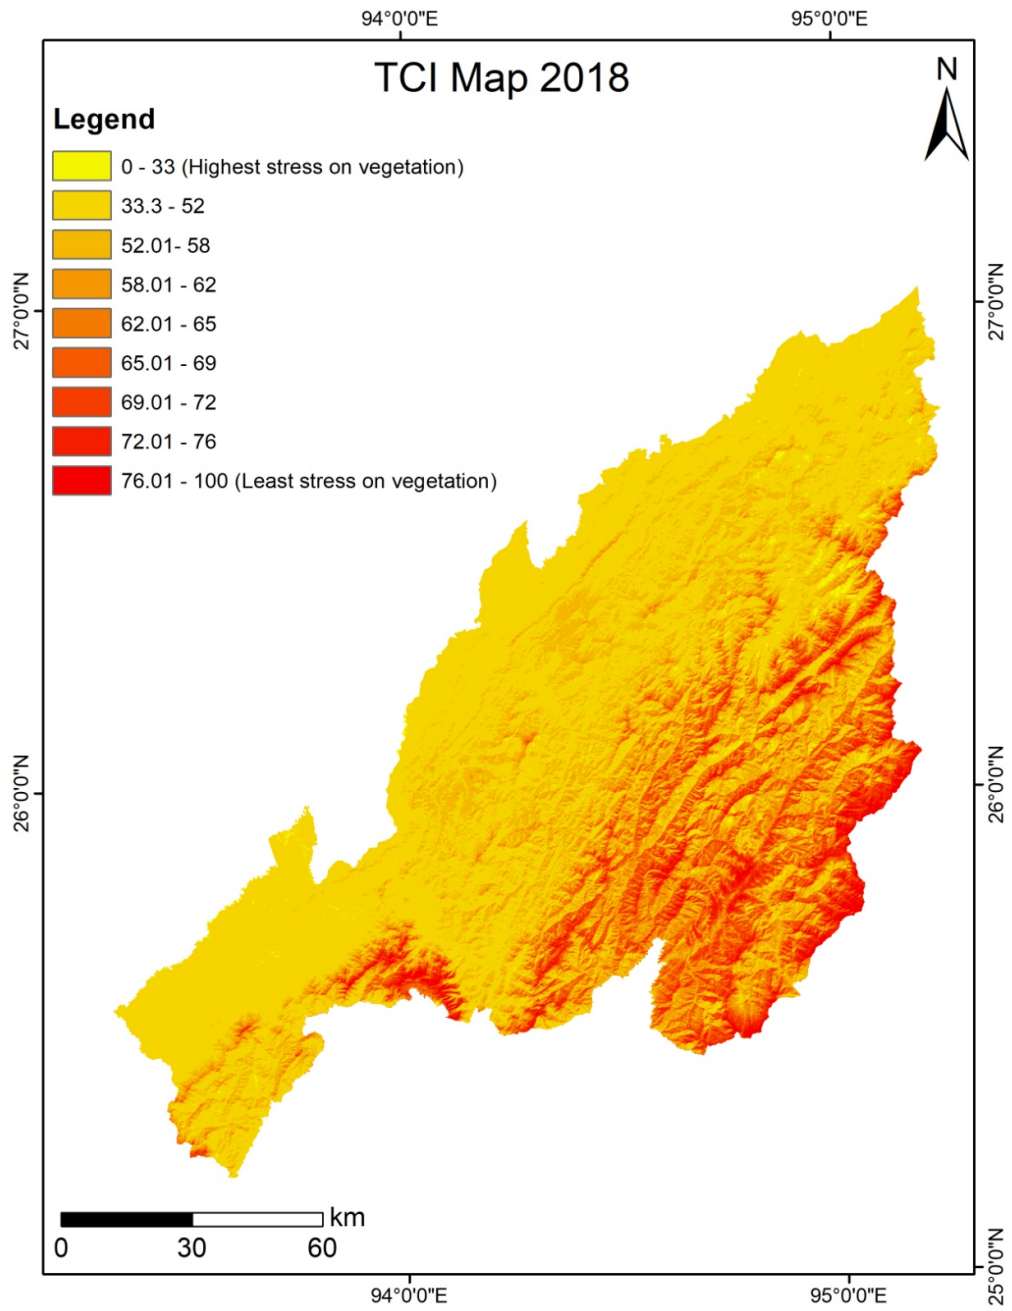 94°0'0"E 95°0'0"E
TCI Map 2018
N
Legend
0 - 33 (Highest stress on vegetation)
33.3 - 52
52.01- 58
58.01 - 62
62.01 - 65
65.01 - 69
69.01 - 72
72.01 - 76
76.01 - 100 (Least stress on vegetation)
27°0'0"N 27°0'0"N
26°0'0"N 26°0'0"N
25°0'0"N
km
0 30 60
94°0'0"E 95°0'0"E